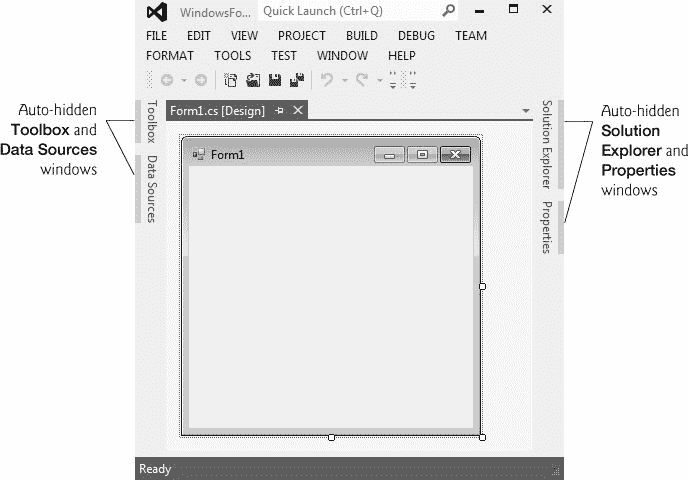 WindowsFo...
Quick Launch (Ctrl+Q)
FILE EDIT VIEW PROJECT BUILD DEBUG TEAM
FORMAT TOOLS TEST WINDOW HELP
Auto-hidden
Toolbox and
Data Sources
windows
Toolbox
Data Sources
Form1.cs [Design]
Form1
Solution Explorer
Properties
Auto-hidden
Solution
Explorer and
Properties
windows
Ready